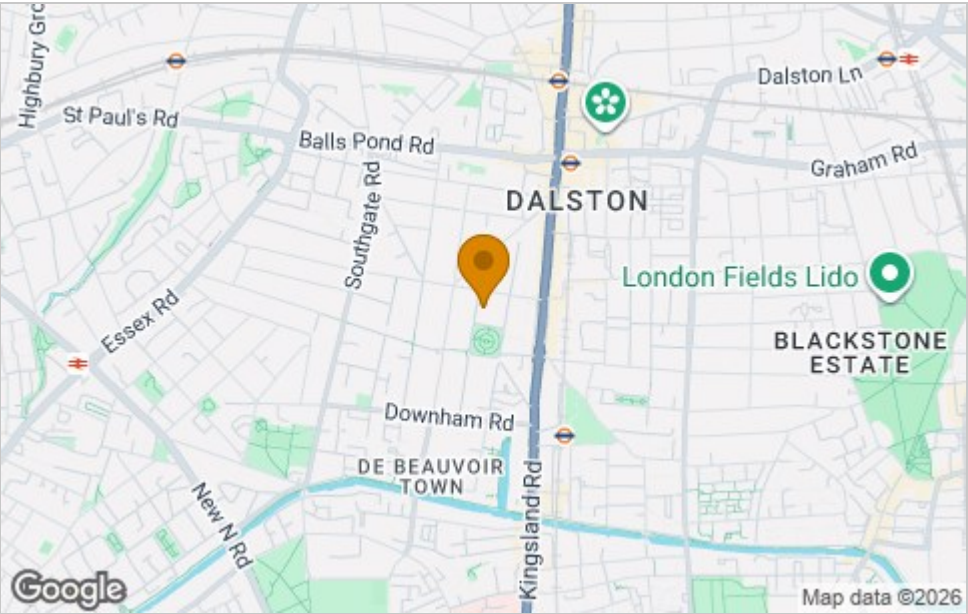 Highbury Gro
St Paul's Rd
Balls Pond Rd
Dalston Ln
Graham Rd
DALSTON
Southgate Rd
London Fields Lido
Essex Rd
BLACKSTONE
ESTATE
Downham Rd
DE BEAUVOIR
TOWN
New N Rd
Kingsland Rd
Google
Map data ©2026